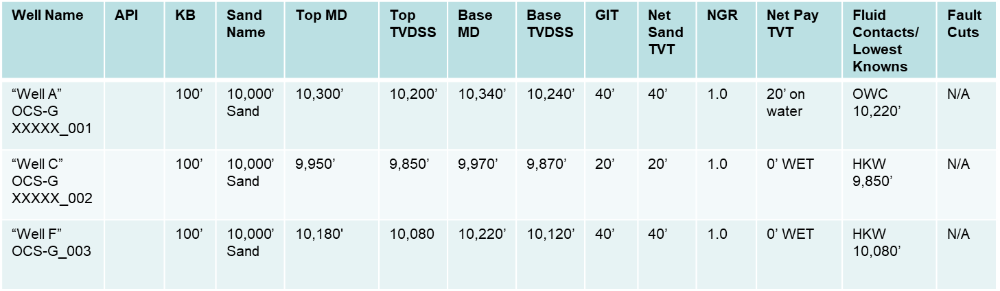 Well Name API KB Sand Name Top MD Top TVDSS Base MD Base TVDSS GIT Net Sand TVT NGR Net Pay TVT Fluid Contacts/ Lowest Knowns Fault Cuts
“Well A” OCS-G XXXXX_001 100’ 10,000’ Sand 10,300’ 10,200’ 10,340’ 10,240’ 40’ 40’ 1.0 20’ on water OWC 10,220’ N/A
“Well C” OCS-G XXXXX_002 100’ 10,000’ Sand 9,950’ 9,850’ 9,970’ 9,870’ 20’ 20’ 1.0 0’ WET HKW 9,850’ N/A
“Well F” OCS-G_003 100’ 10,000’ Sand 10,180' 10,080 10,220’ 10,120’ 40’ 40’ 1.0 0’ WET HKW 10,080’ N/A